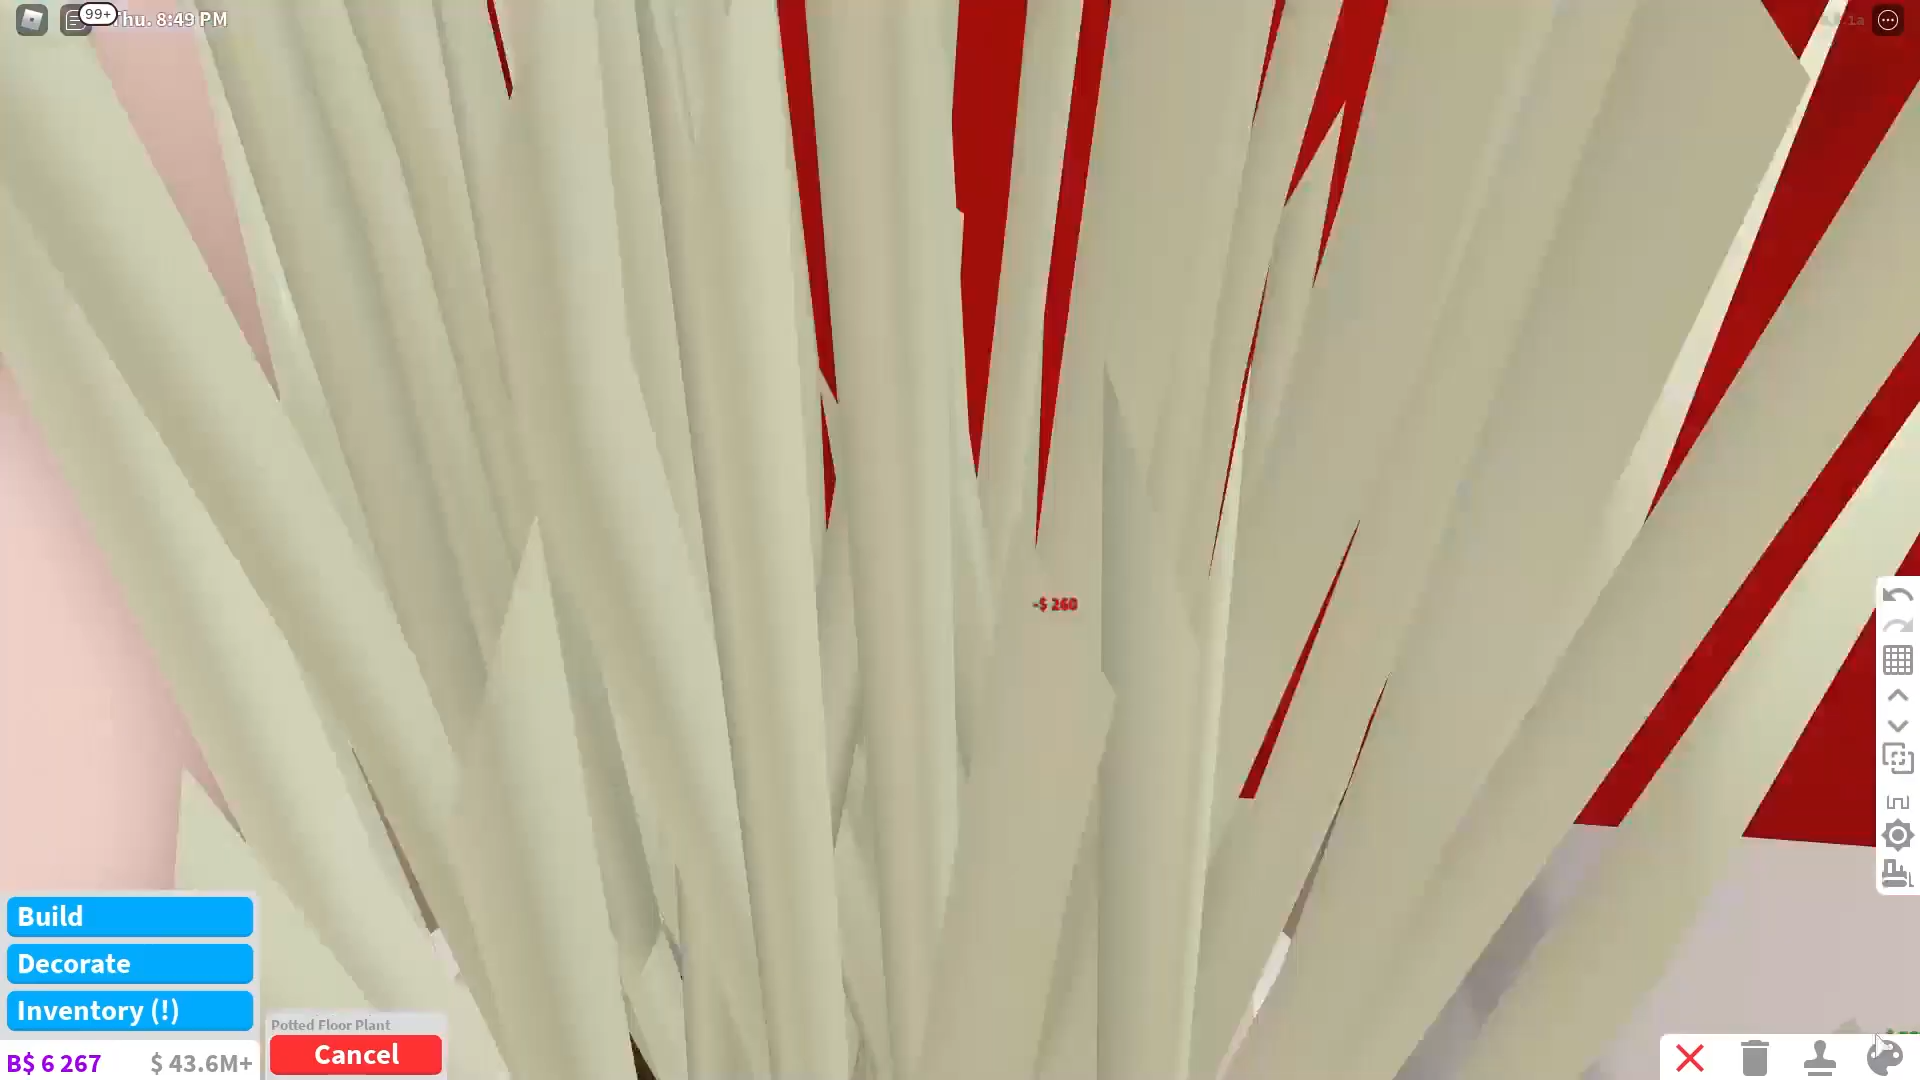 99+
Thu. 8:49 PM
-$ 260
Build
Decorate
Inventory (!)
Potted Floor Plant
Cancel
B$ 6 267
$ 43.6M+